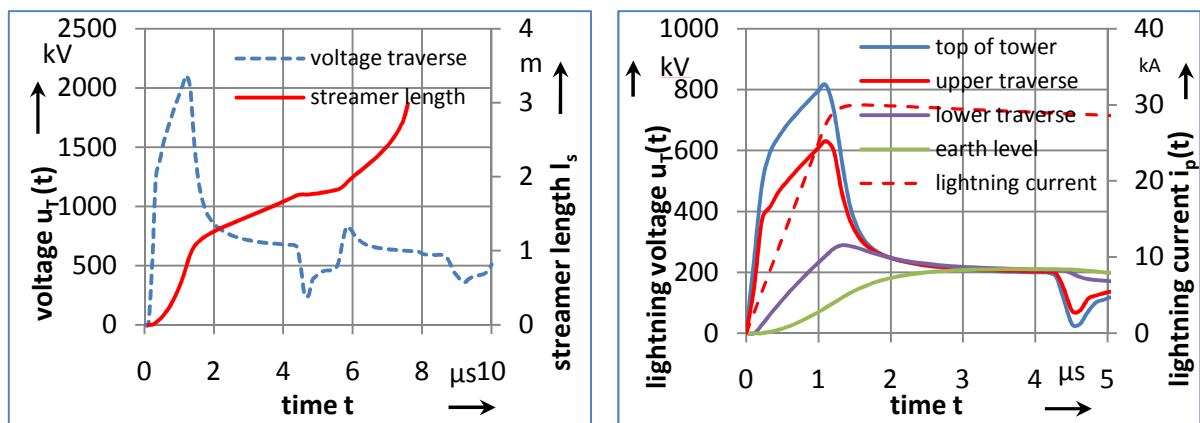 2500
2000
1500
1000
500
0
kV
voltage u_T(t)
voltage traverse
streamer length
4
m
3
2
1
0
streamer length l_s
0 2 4 6 8 µs 10
time t
1000
800
600
400
200
0
kV
lightning voltage u_T(t)
top of tower
upper traverse
lower traverse
earth level
lightning current
40
kA
30
20
10
0
lightning current i_p(t)
0 1 2 3 4 µs 5
time t